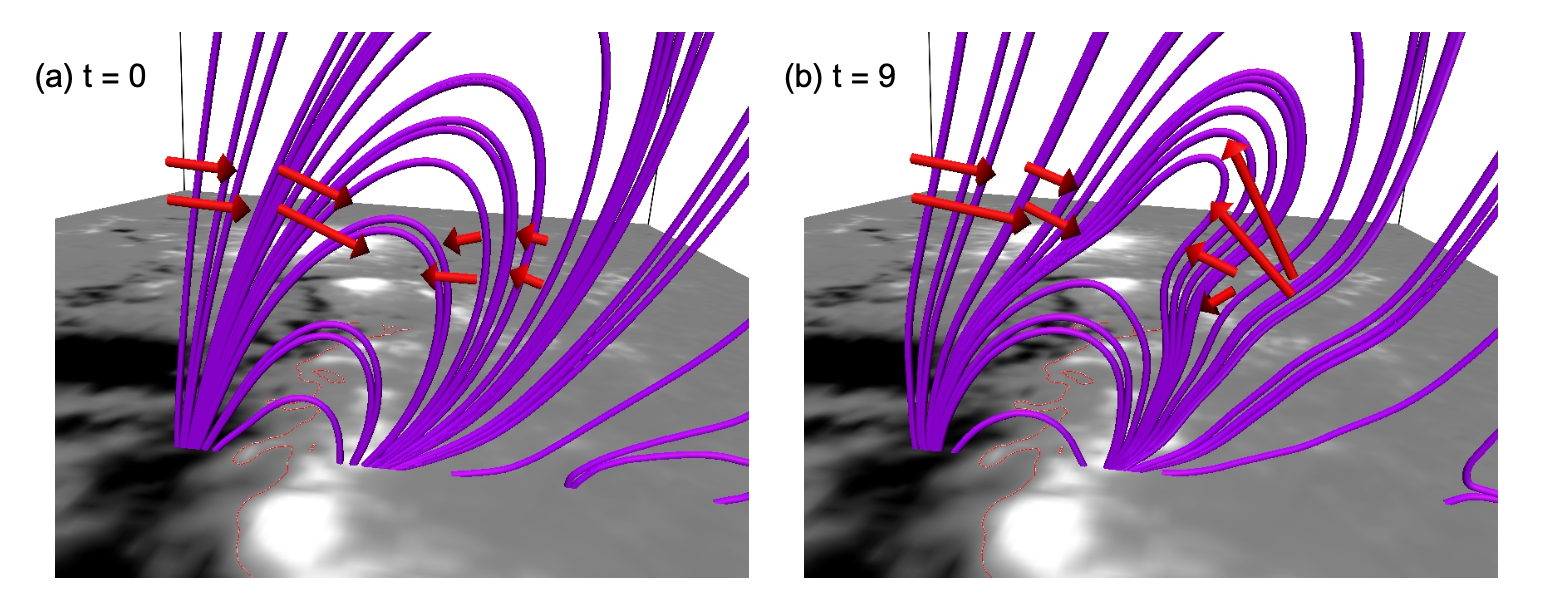 (a) t = 0
(b) t = 9